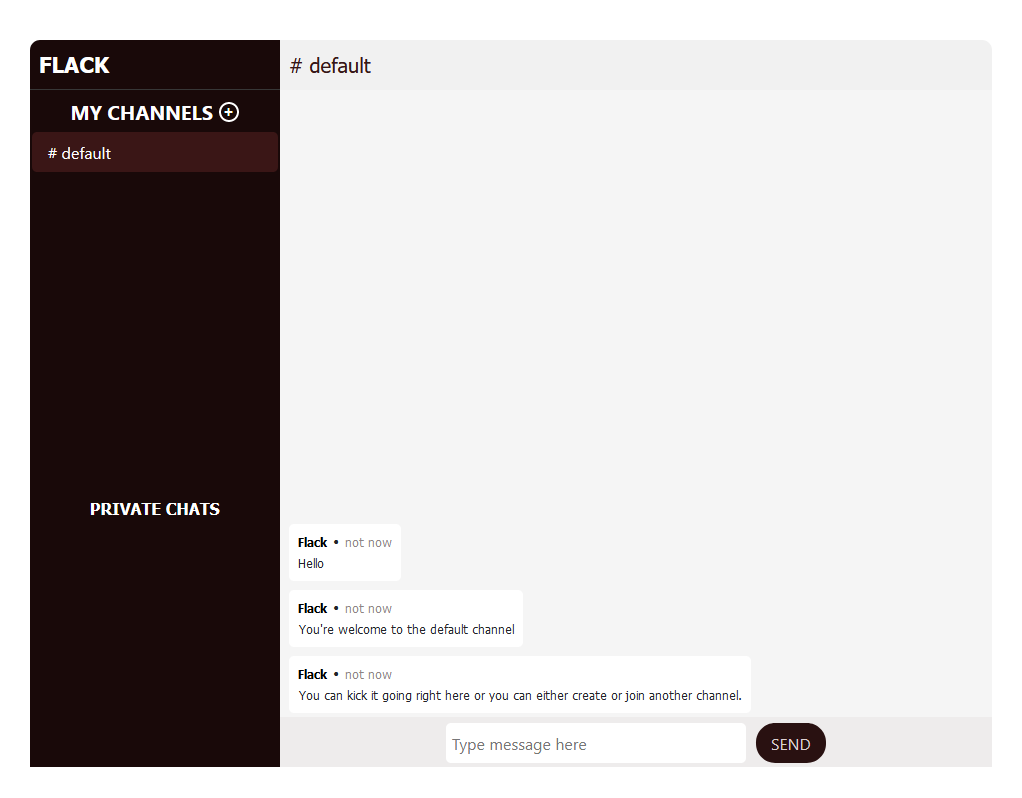 FLACK
MY CHANNELS
# default
PRIVATE CHATS
# default
Flack • not now
Hello
Flack • not now
You're welcome to the default channel
Flack • not now
You can kick it going right here or you can either create or join another channel.
Type message here
SEND